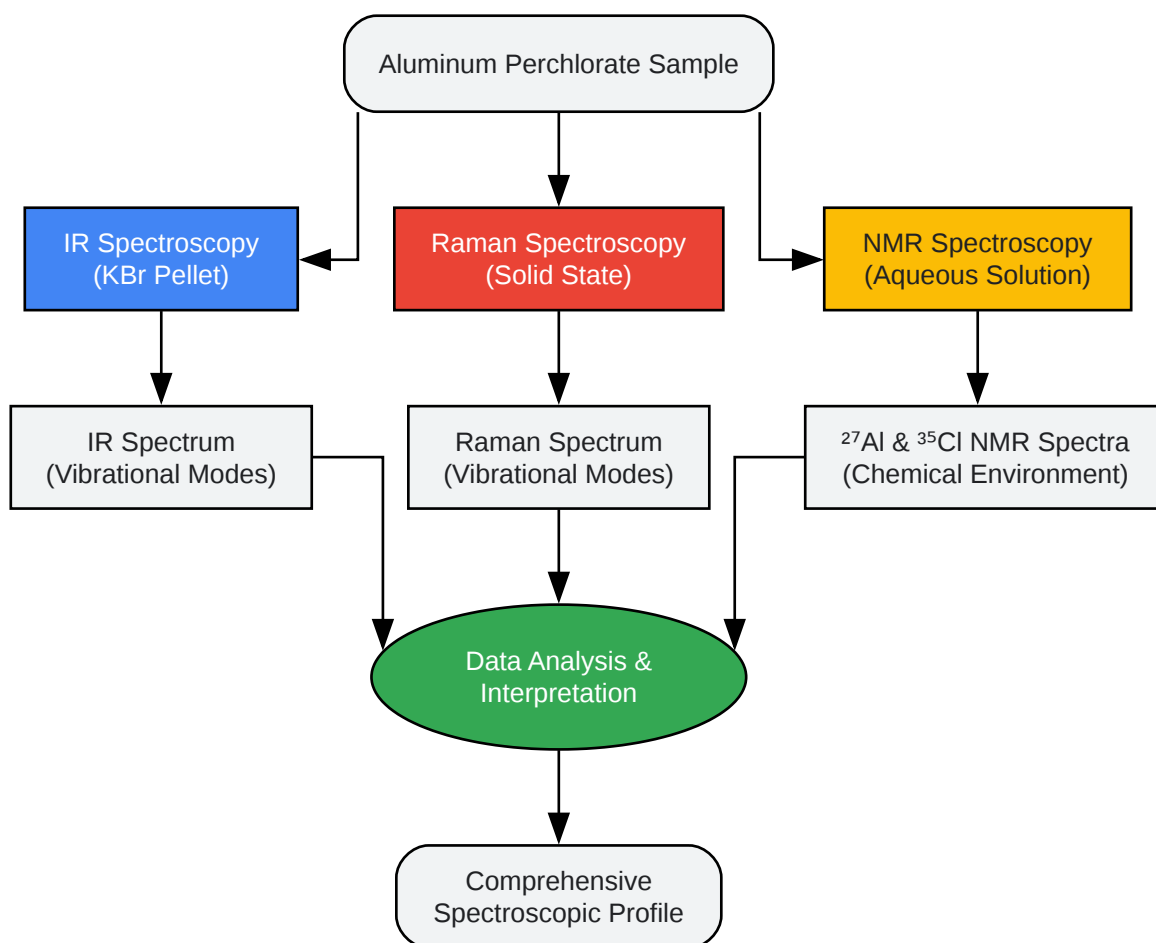 Aluminum Perchlorate Sample
IR Spectroscopy
(KBr Pellet)
Raman Spectroscopy
(Solid State)
NMR Spectroscopy
(Aqueous Solution)
IR Spectrum
(Vibrational Modes)
Raman Spectrum
(Vibrational Modes)
²⁷Al & ³⁵Cl NMR Spectra
(Chemical Environment)
Data Analysis &
Interpretation
Comprehensive
Spectroscopic Profile